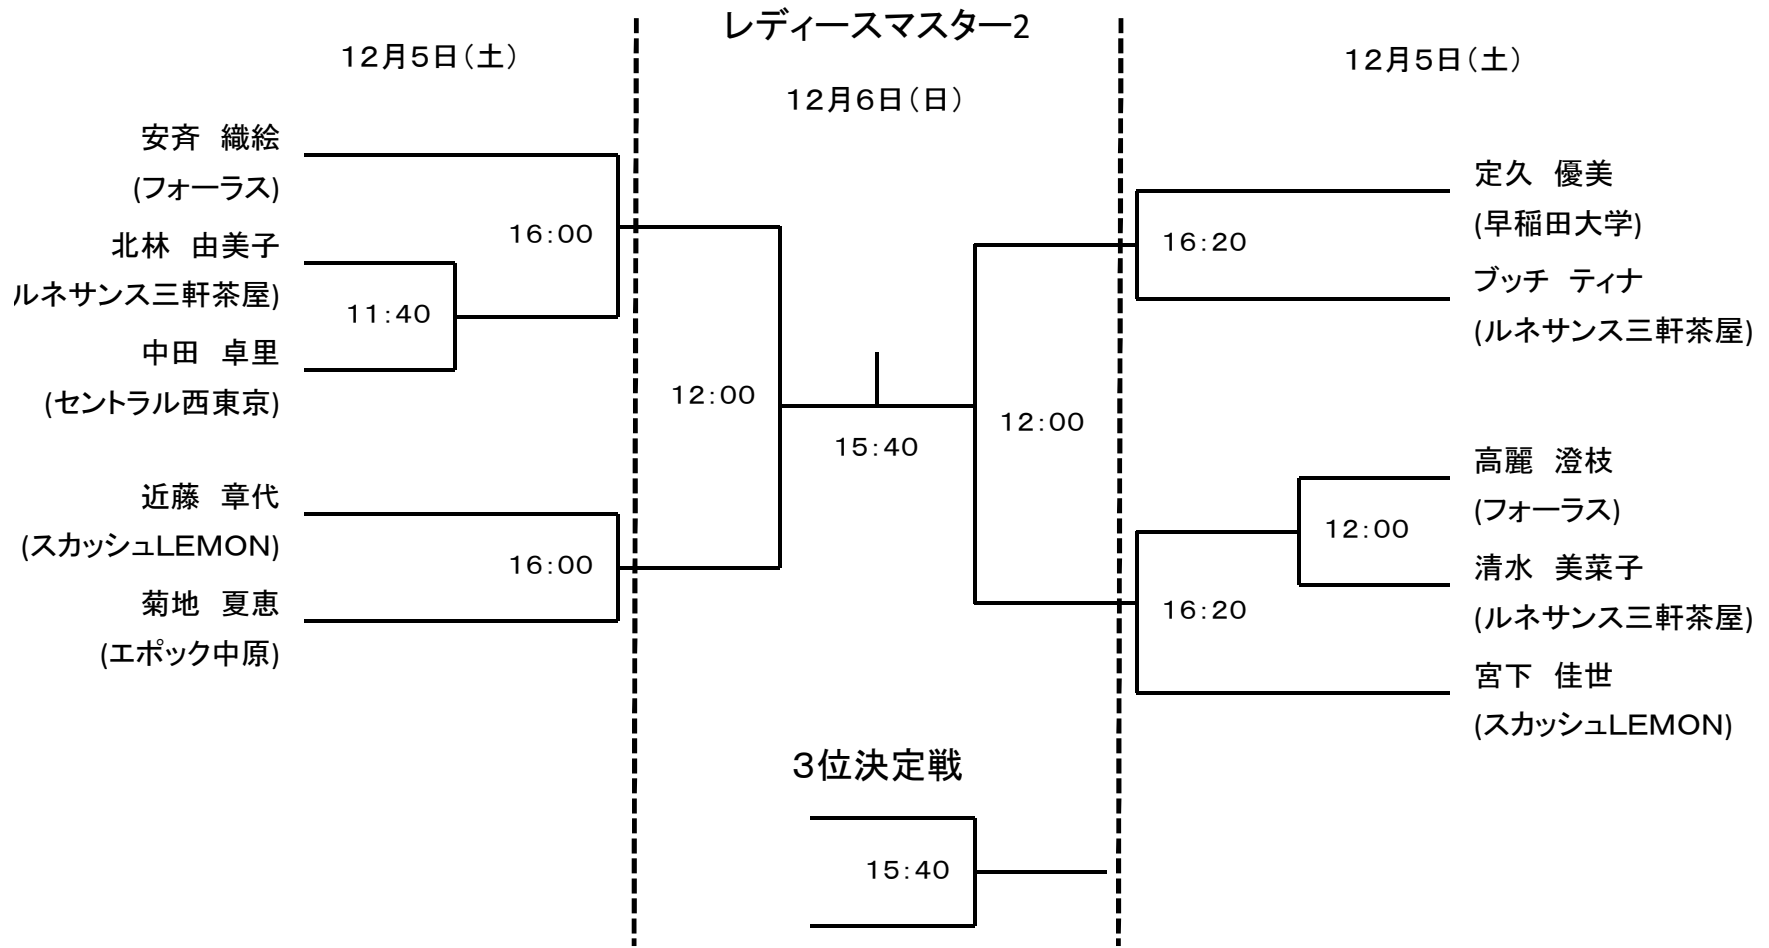 レディースマスター2
12月5日(土)
12月6日(日)
12月5日(土)
安斉 織絵
(フォーラス)
北林 由美子
ルネサンス三軒茶屋)
中田 卓里
(セントラル西東京)
近藤 章代
(スカッシュLEMON)
菊地 夏恵
(エポック中原)
16:00
11:40
16:00
12:00
15:40
12:00
16:20
12:00
16:20
定久 優美
(早稲田大学)
ブッチ ティナ
(ルネサンス三軒茶屋)
高麗 澄枝
(フォーラス)
清水 美菜子
(ルネサンス三軒茶屋)
宮下 佳世
(スカッシュLEMON)
3位決定戦
15:40